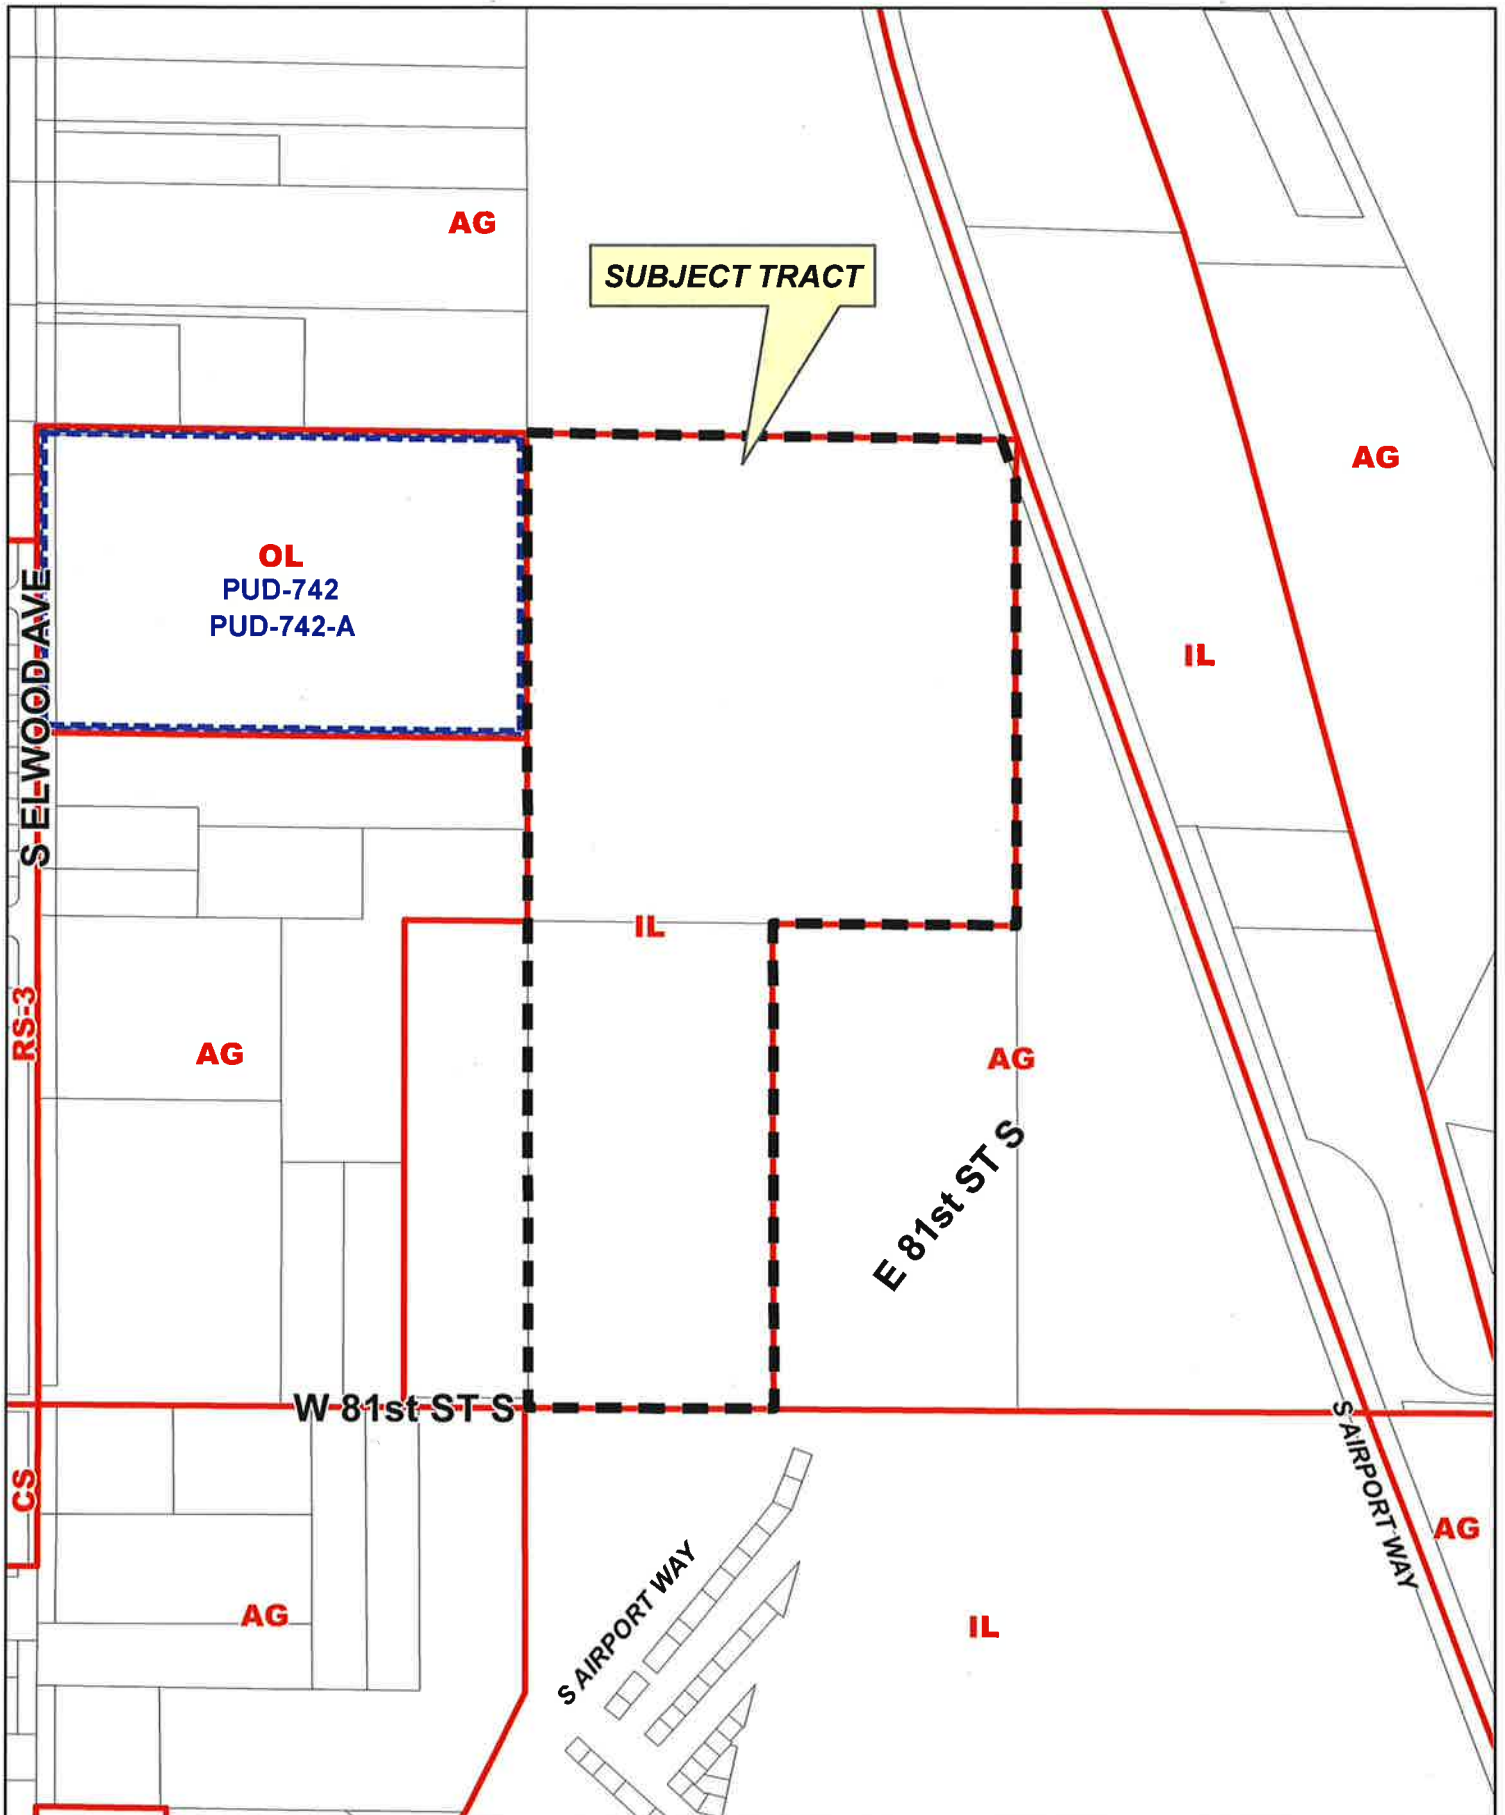 AG
SUBJECT TRACT
AG
OL
PUD-742
PUD-742-A
S ELWOOD AVE
IL
IL
RS-3
AG
AG
E 81st ST S
W 81st ST S
S AIRPORT WAY
CS
AG
S AIRPORT WAY
AG
IL